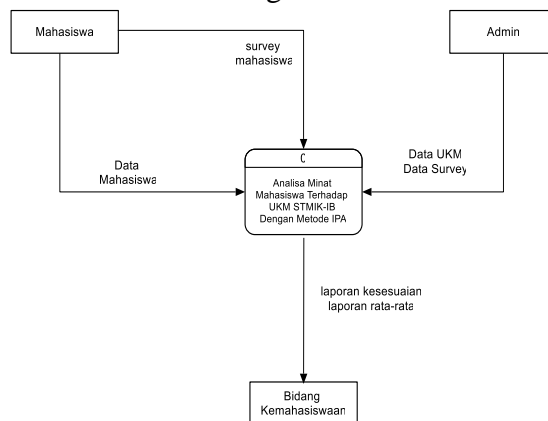 Mahasiswa
survey
mahasiswa
Admin
Data
Mahasiswa
Data UKM
Data Survey
Analisa Minat
Mahasiswa Terhadap
UKM STMIK-IB
Dengan Metode IPA
laporan kesesuaian
laporan rata-rata
Bidang
Kemahasiswaan